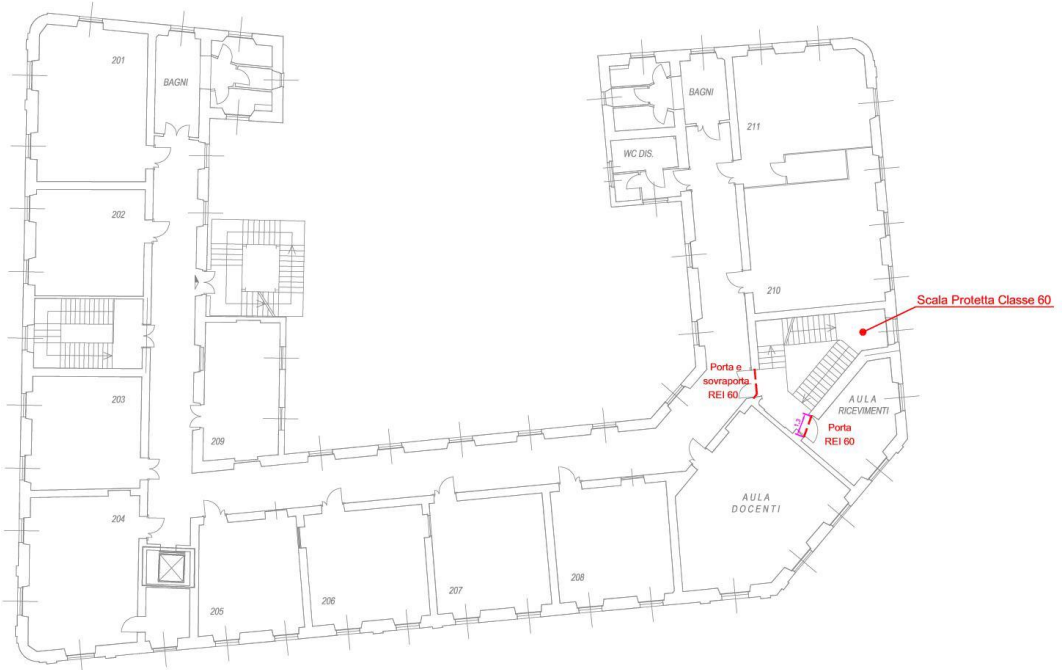 201
BAGNI
202
203
204
209
205
206
207
208
BAGNI
WC DIS.
211
210
Scala Protetta Classe 60
Porta e
sovraporta
REI 60
AULA
RICEVIMENTI
Porta
REI 60
AULA
DOCENTI